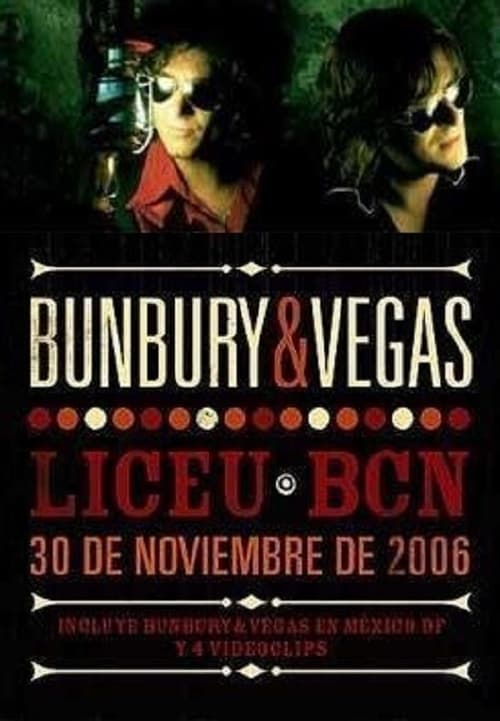 BUNBURY&VEGAS
LICEU • BCN
30 DE NOVIEMBRE DE 2006
INCLUYE BUNBURY&VEGAS EN MÉXICO DF
Y 4 VIDEOCLIPS